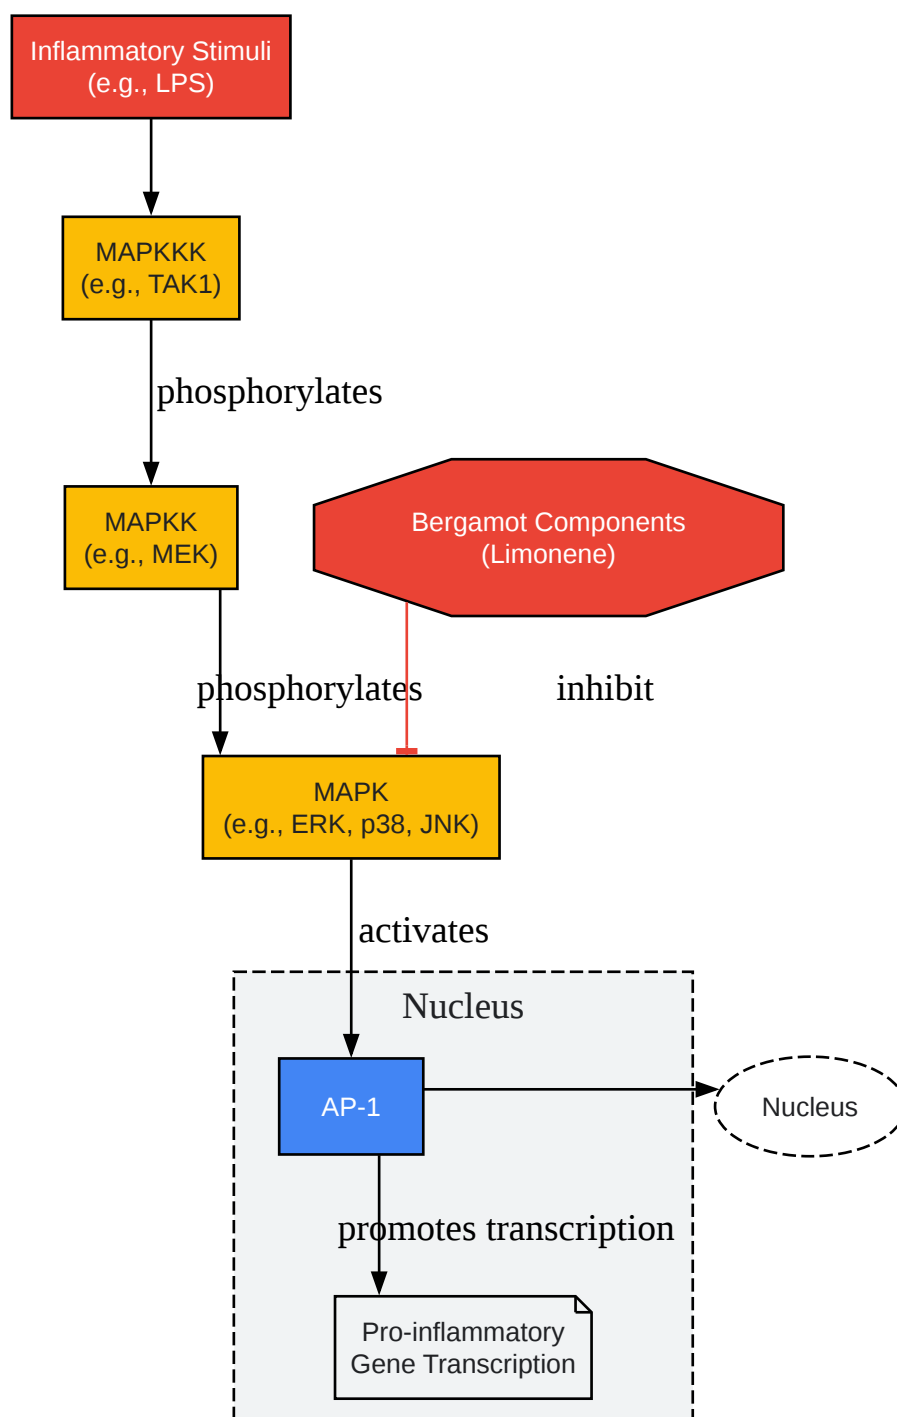 Inflammatory Stimuli
(e.g., LPS)
MAPKKK
(e.g., TAK1)
phosphorylates
MAPKK
(e.g., MEK)
Bergamot Components
(Limonene)
phosphorylates
inhibit
MAPK
(e.g., ERK, p38, JNK)
activates
Nucleus
AP-1
Nucleus
promotes transcription
Pro-inflammatory
Gene Transcription